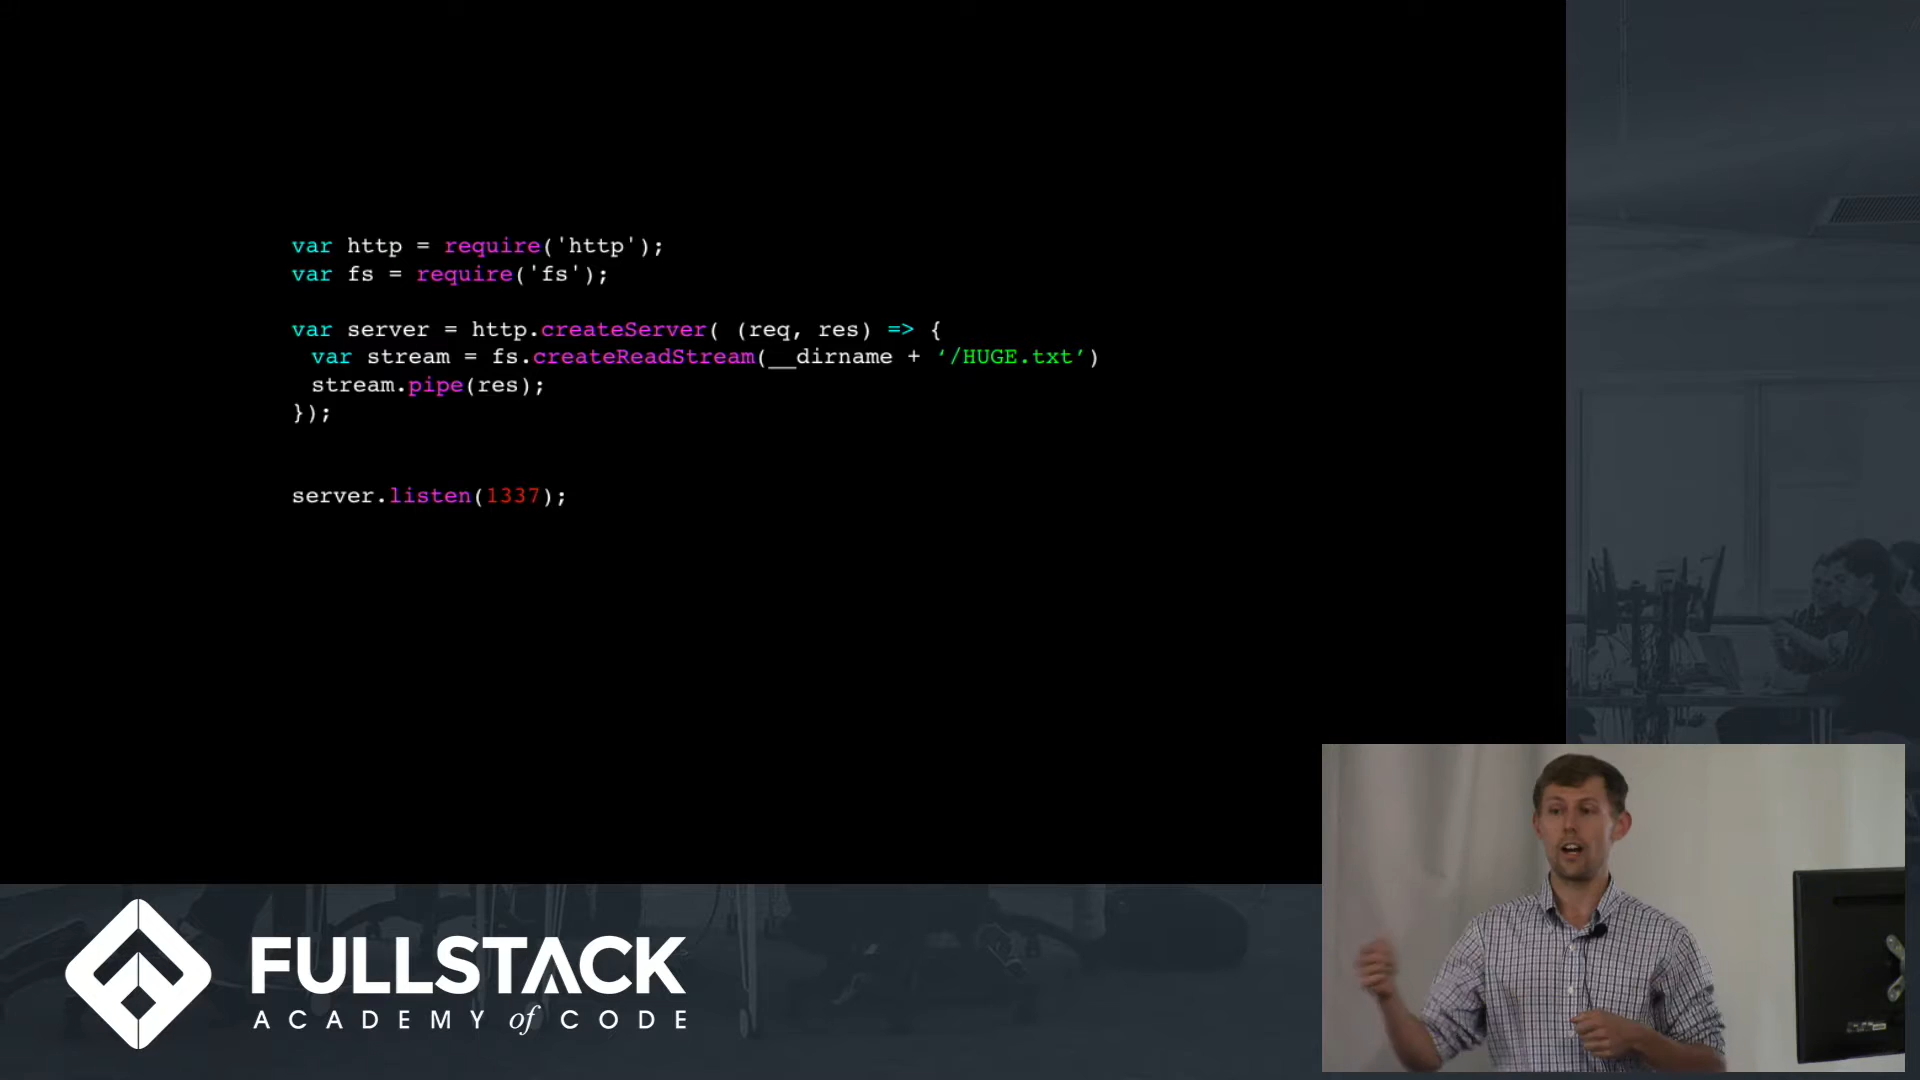 var http = require('http');
var fs = require('fs');
var server = http.createServer( (req, res) => {
var stream = fs.createReadStream(__dirname + ‘/HUGE.txt’)
stream.pipe(res);
});
server.listen(1337);
FULLSTACK
ACADEMY of CODE